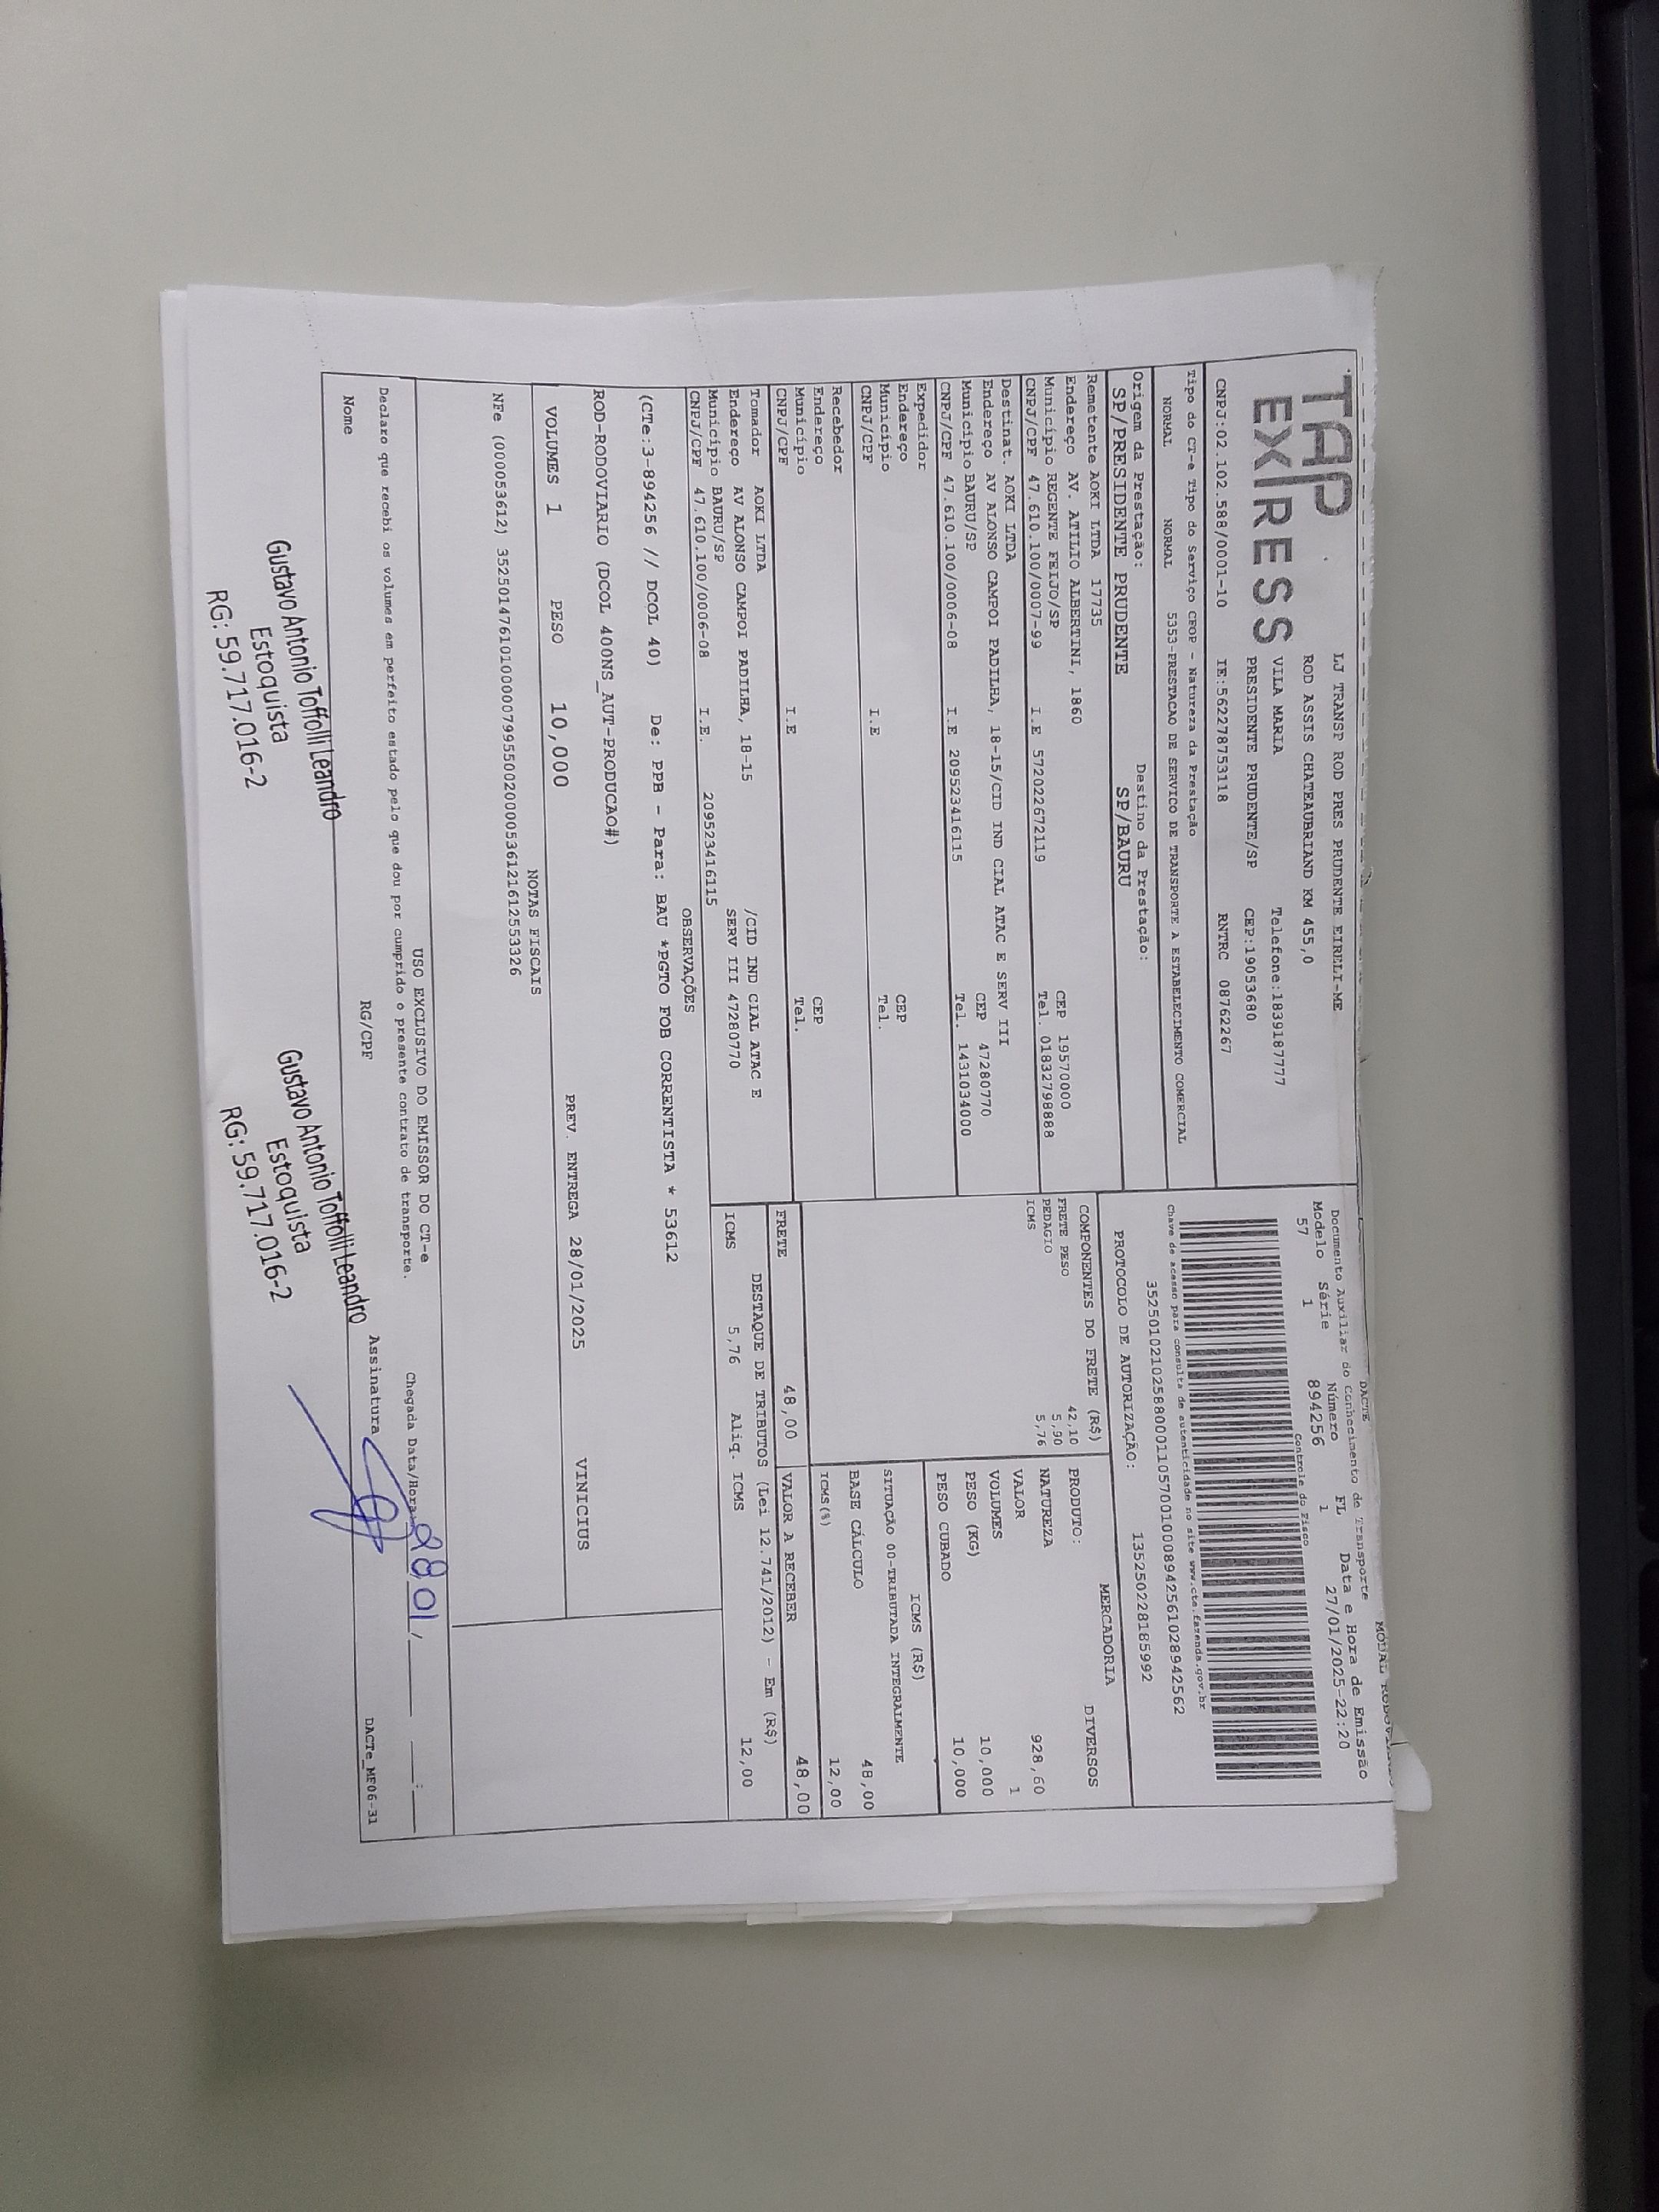 TAP
EXPRESS
LJ TRANSP ROD PRES PRUDENTE EIRELI-ME
ROD ASSIS CHATEAUBRIAND KM 455,0
VILA MARIA Telefone:1839187777
PRESIDENTE PRUDENTE/SP CEP:19053680
CNPJ:02.102.588/0001-10 IE:562278753118 RNTRC 08762267
DACTE
Documento Auxiliar do Conhecimento de Transporte
Modelo Série Número FL Data e Hora de Emissão
57 1 894256 1 27/01/2025-22:20
Controle do Fisco
Chave de acesso para consulta de autenticidade no site www.cte.fazenda.gov.br
35250102102588000110570010008942561028942562
PROTOCOLO DE AUTORIZAÇÃO: 135250228185992
Tipo do CT-e Tipo do Serviço CFOP - Natureza da Prestação
NORMAL NORMAL 5353-PRESTACAO DE SERVICO DE TRANSPORTE A ESTABELECIMENTO COMERCIAL
Origem da Prestação: Destino da Prestação:
SP/PRESIDENTE PRUDENTE SP/BAURU
Remetente AOKI LTDA 17735
Endereço AV. ATILIO ALBERTINI, 1860 CEP 19570000
Município REGENTE FEIJO/SP Tel. 01832798888
CNPJ/CPF 47.610.100/0007-99 I.E 572022672119
Destinat. AOKI LTDA
Endereço AV ALONSO CAMPOI PADILHA, 18-15/CID IND CIAL ATAC E SERV III
Município BAURU/SP CEP 47280770
CNPJ/CPF 47.610.100/0006-08 I.E 209523416115 Tel. 1431034000
Expedidor
Endereço CEP
Município Tel.
CNPJ/CPF I.E
Recebedor
Endereço CEP
Município Tel.
CNPJ/CPF I.E
Tomador AOKI LTDA /CID IND CIAL ATAC E
Endereço AV ALONSO CAMPOI PADILHA, 18-15 SERV III 47280770
Município BAURU/SP
CNPJ/CPF 47.610.100/0006-08 I.E. 209523416115
COMPONENTES DO FRETE (R$)
FRETE PESO 42,10
PEDAGIO 5,90
ICMS 5,76
MERCADORIA
PRODUTO: DIVERSOS
NATUREZA
VALOR 928,60
VOLUMES 1
PESO (KG) 10,000
PESO CUBADO 10,000
ICMS (R$)
SITUAÇÃO 00-TRIBUTADA INTEGRALMENTE
BASE CÁLCULO 48,00
ICMS(%) 12,00
FRETE 48,00 VALOR A RECEBER 48,00
DESTAQUE DE TRIBUTOS (Lei 12.741/2012) - Em (R$)
ICMS 5,76 Aliq. ICMS 12,00
OBSERVAÇÕES
(CTe:3-894256 // DCOL 40) De: PPB - Para: BAU *PGTO FOB CORRENTISTA * 53612
ROD-RODOVIARIO (DCOL 400NS_AUT-PRODUCAO#)
VOLUMES 1 PESO 10,000 PREV. ENTREGA 28/01/2025 VINICIUS
NOTAS FISCAIS
NFe (000053612) 35250147610100000799550020000536121612553326
USO EXCLUSIVO DO EMISSOR DO CT-e
Declaro que recebi os volumes em perfeito estado pelo que dou por cumprido o presente contrato de transporte.
Chegada Data/Hora: 28 01/ :
Nome RG/CPF Assinatura DACTe_MF06-31
Gustavo Antonio Toffolli Leandro
Estoquista
RG: 59.717.016-2
Gustavo Antonio Toffolli Leandro
Estoquista
RG: 59.717.016-2